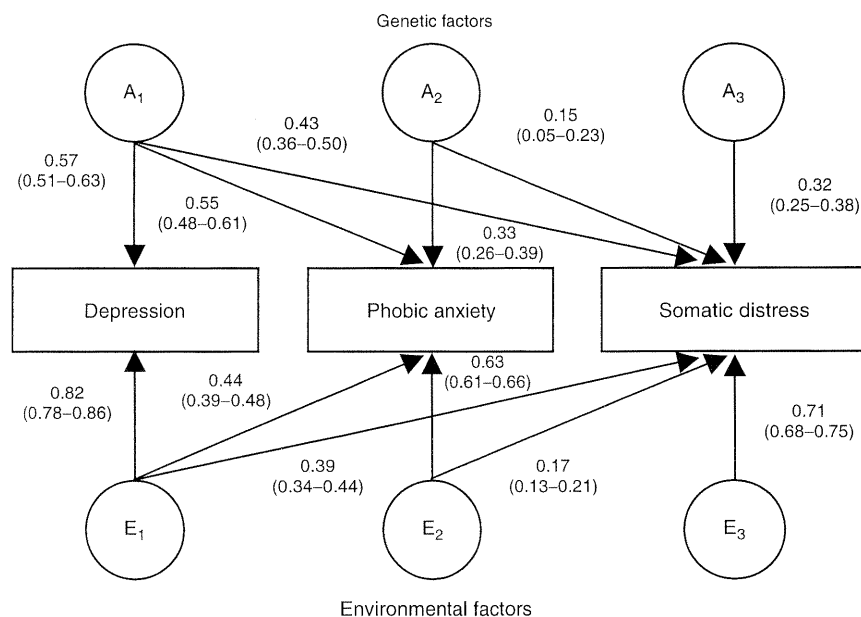 Genetic factors
A1
A2
A3
0.43
(0.36–0.50)
0.15
(0.05–0.23)
0.57
(0.51–0.63)
0.55
(0.48–0.61)
0.32
(0.25–0.38)
0.33
(0.26–0.39)
Depression
Phobic anxiety
Somatic distress
0.82
(0.78–0.86)
0.44
(0.39–0.48)
0.63
(0.61–0.66)
0.71
(0.68–0.75)
0.39
(0.34–0.44)
0.17
(0.13–0.21)
E1
E2
E3
Environmental factors